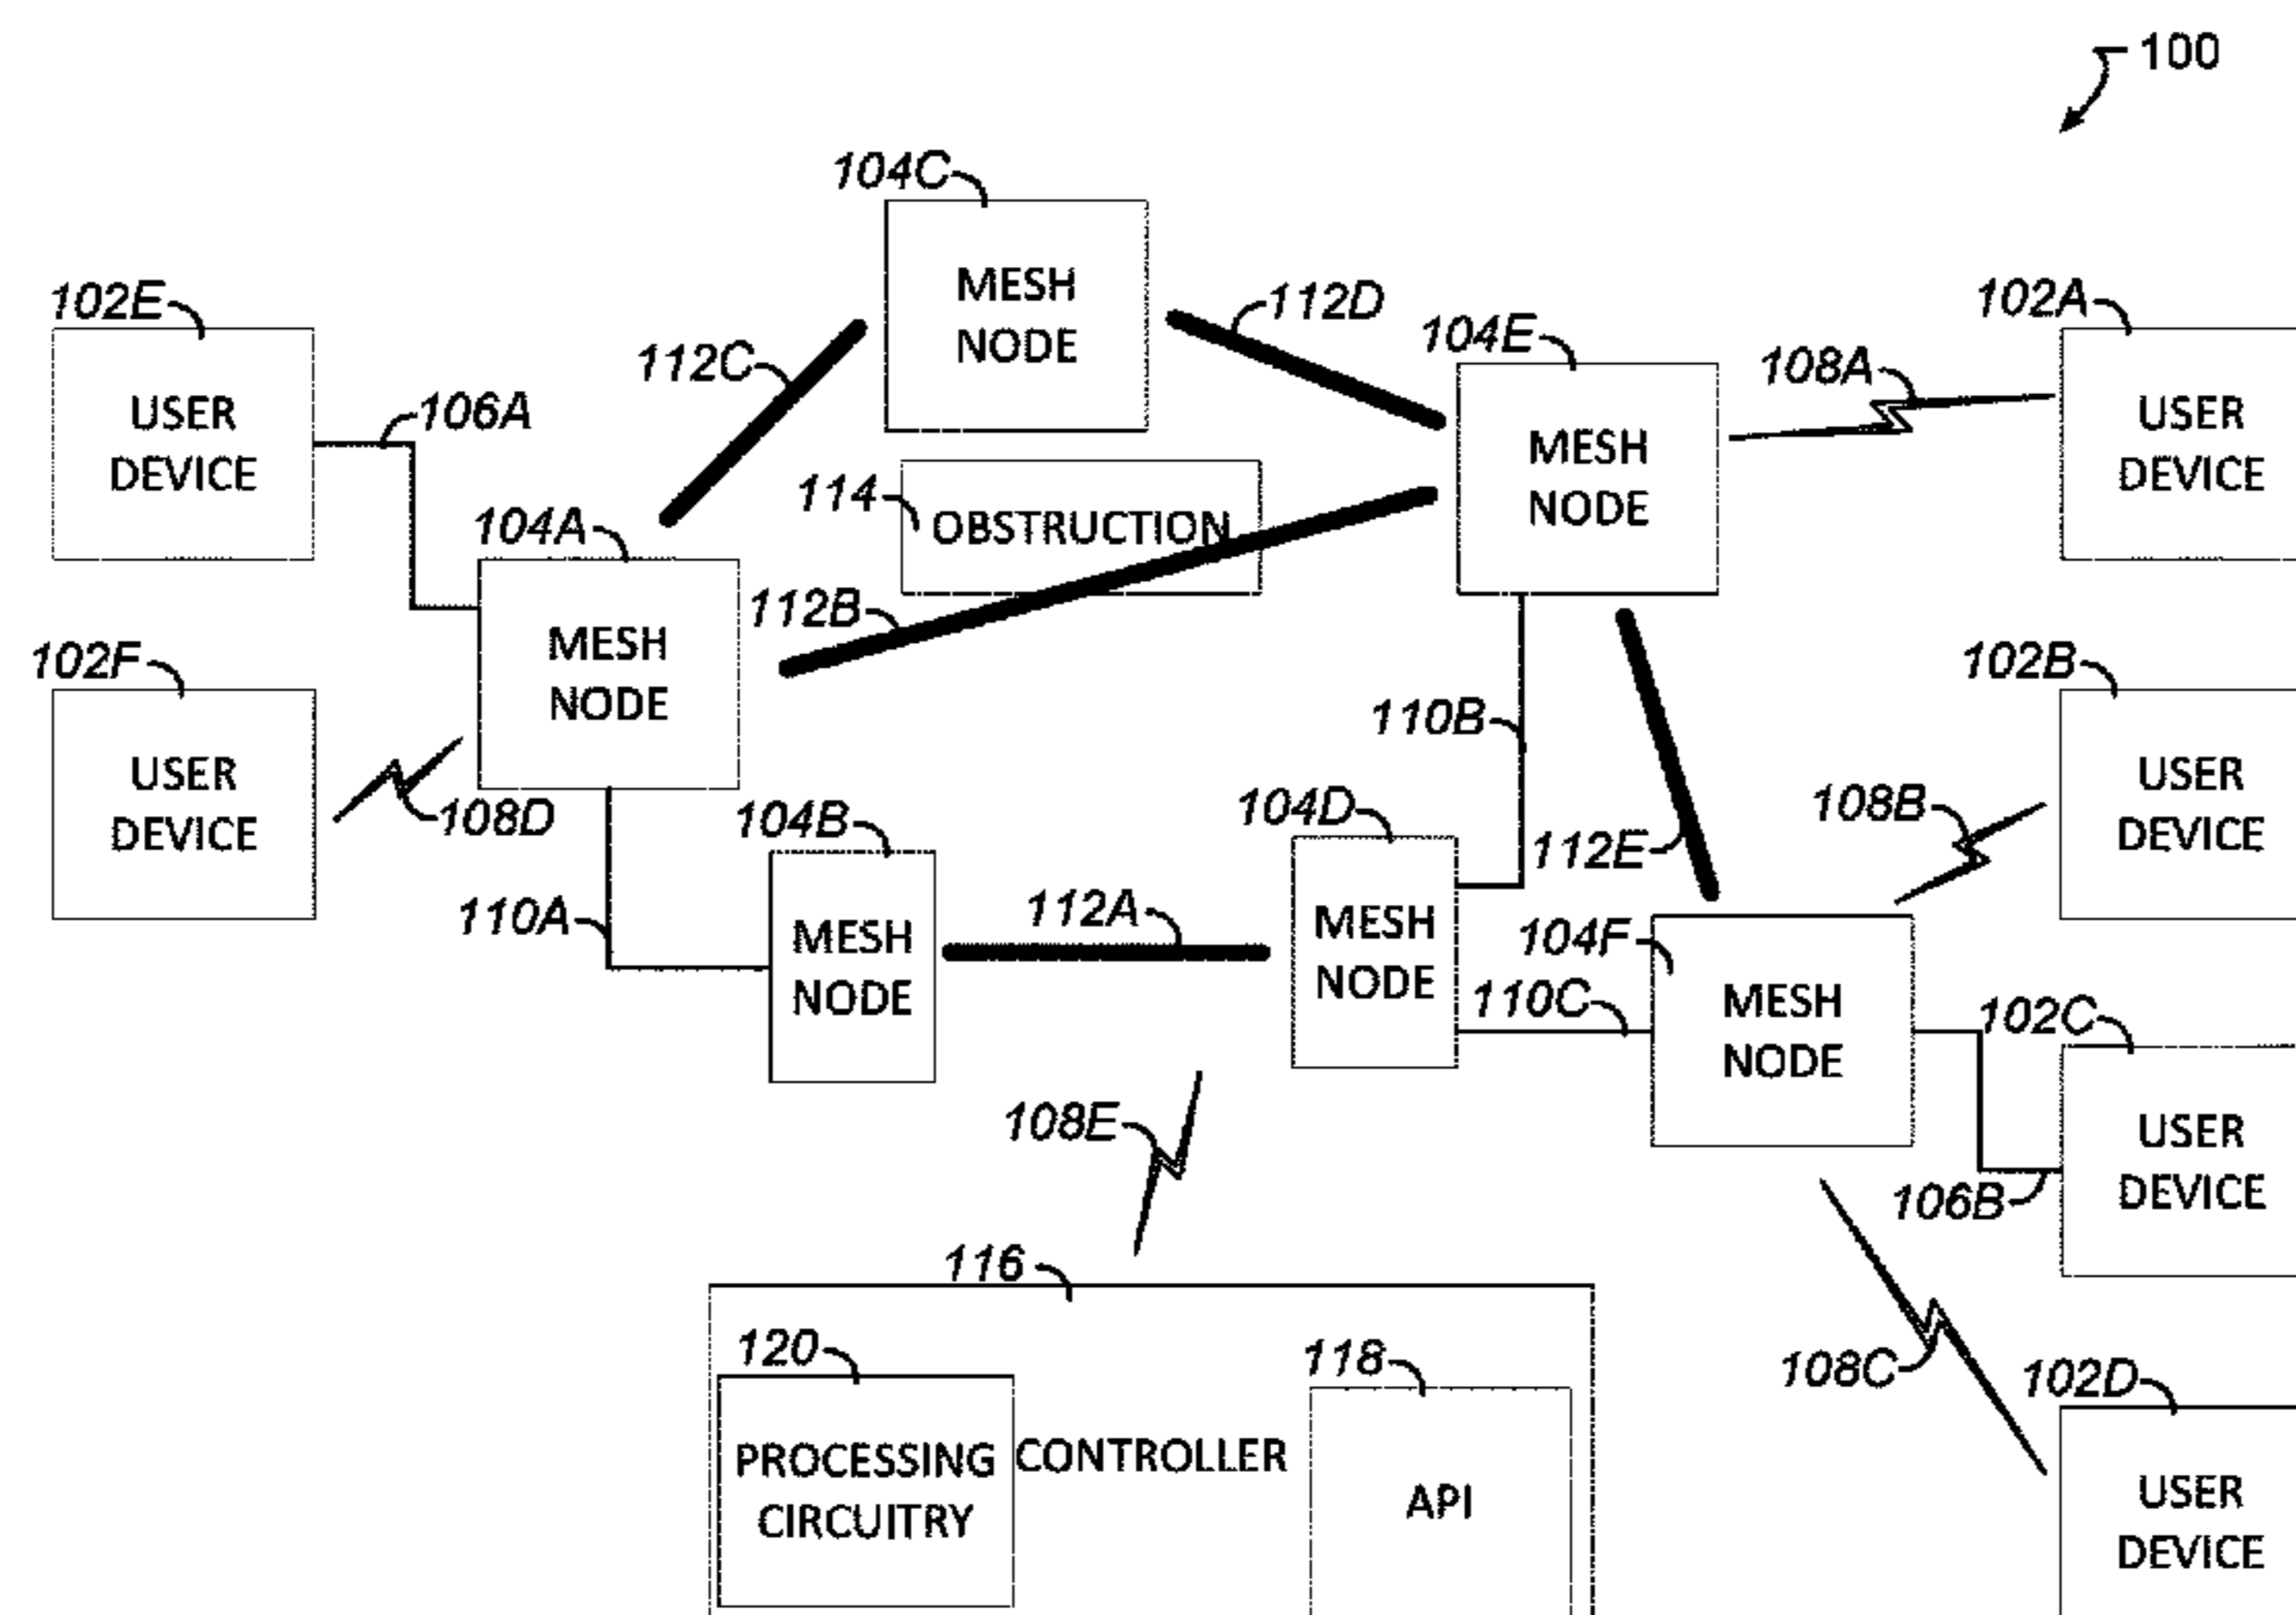 100
104C
MESH
NODE
102E
USER
DEVICE
106A
112C
112D
104E
MESH
NODE
108A
102A
USER
DEVICE
114
OBSTRUCTION
104A
MESH
NODE
112B
102F
USER
DEVICE
108D
110B
102B
USER
DEVICE
108B
104B
MESH
NODE
110A
112A
104D
MESH
NODE
112E
104F
MESH
NODE
110C
102C
USER
DEVICE
106B
108E
116
120
PROCESSING
CIRCUITRY
CONTROLLER
118
API
108C
102D
USER
DEVICE